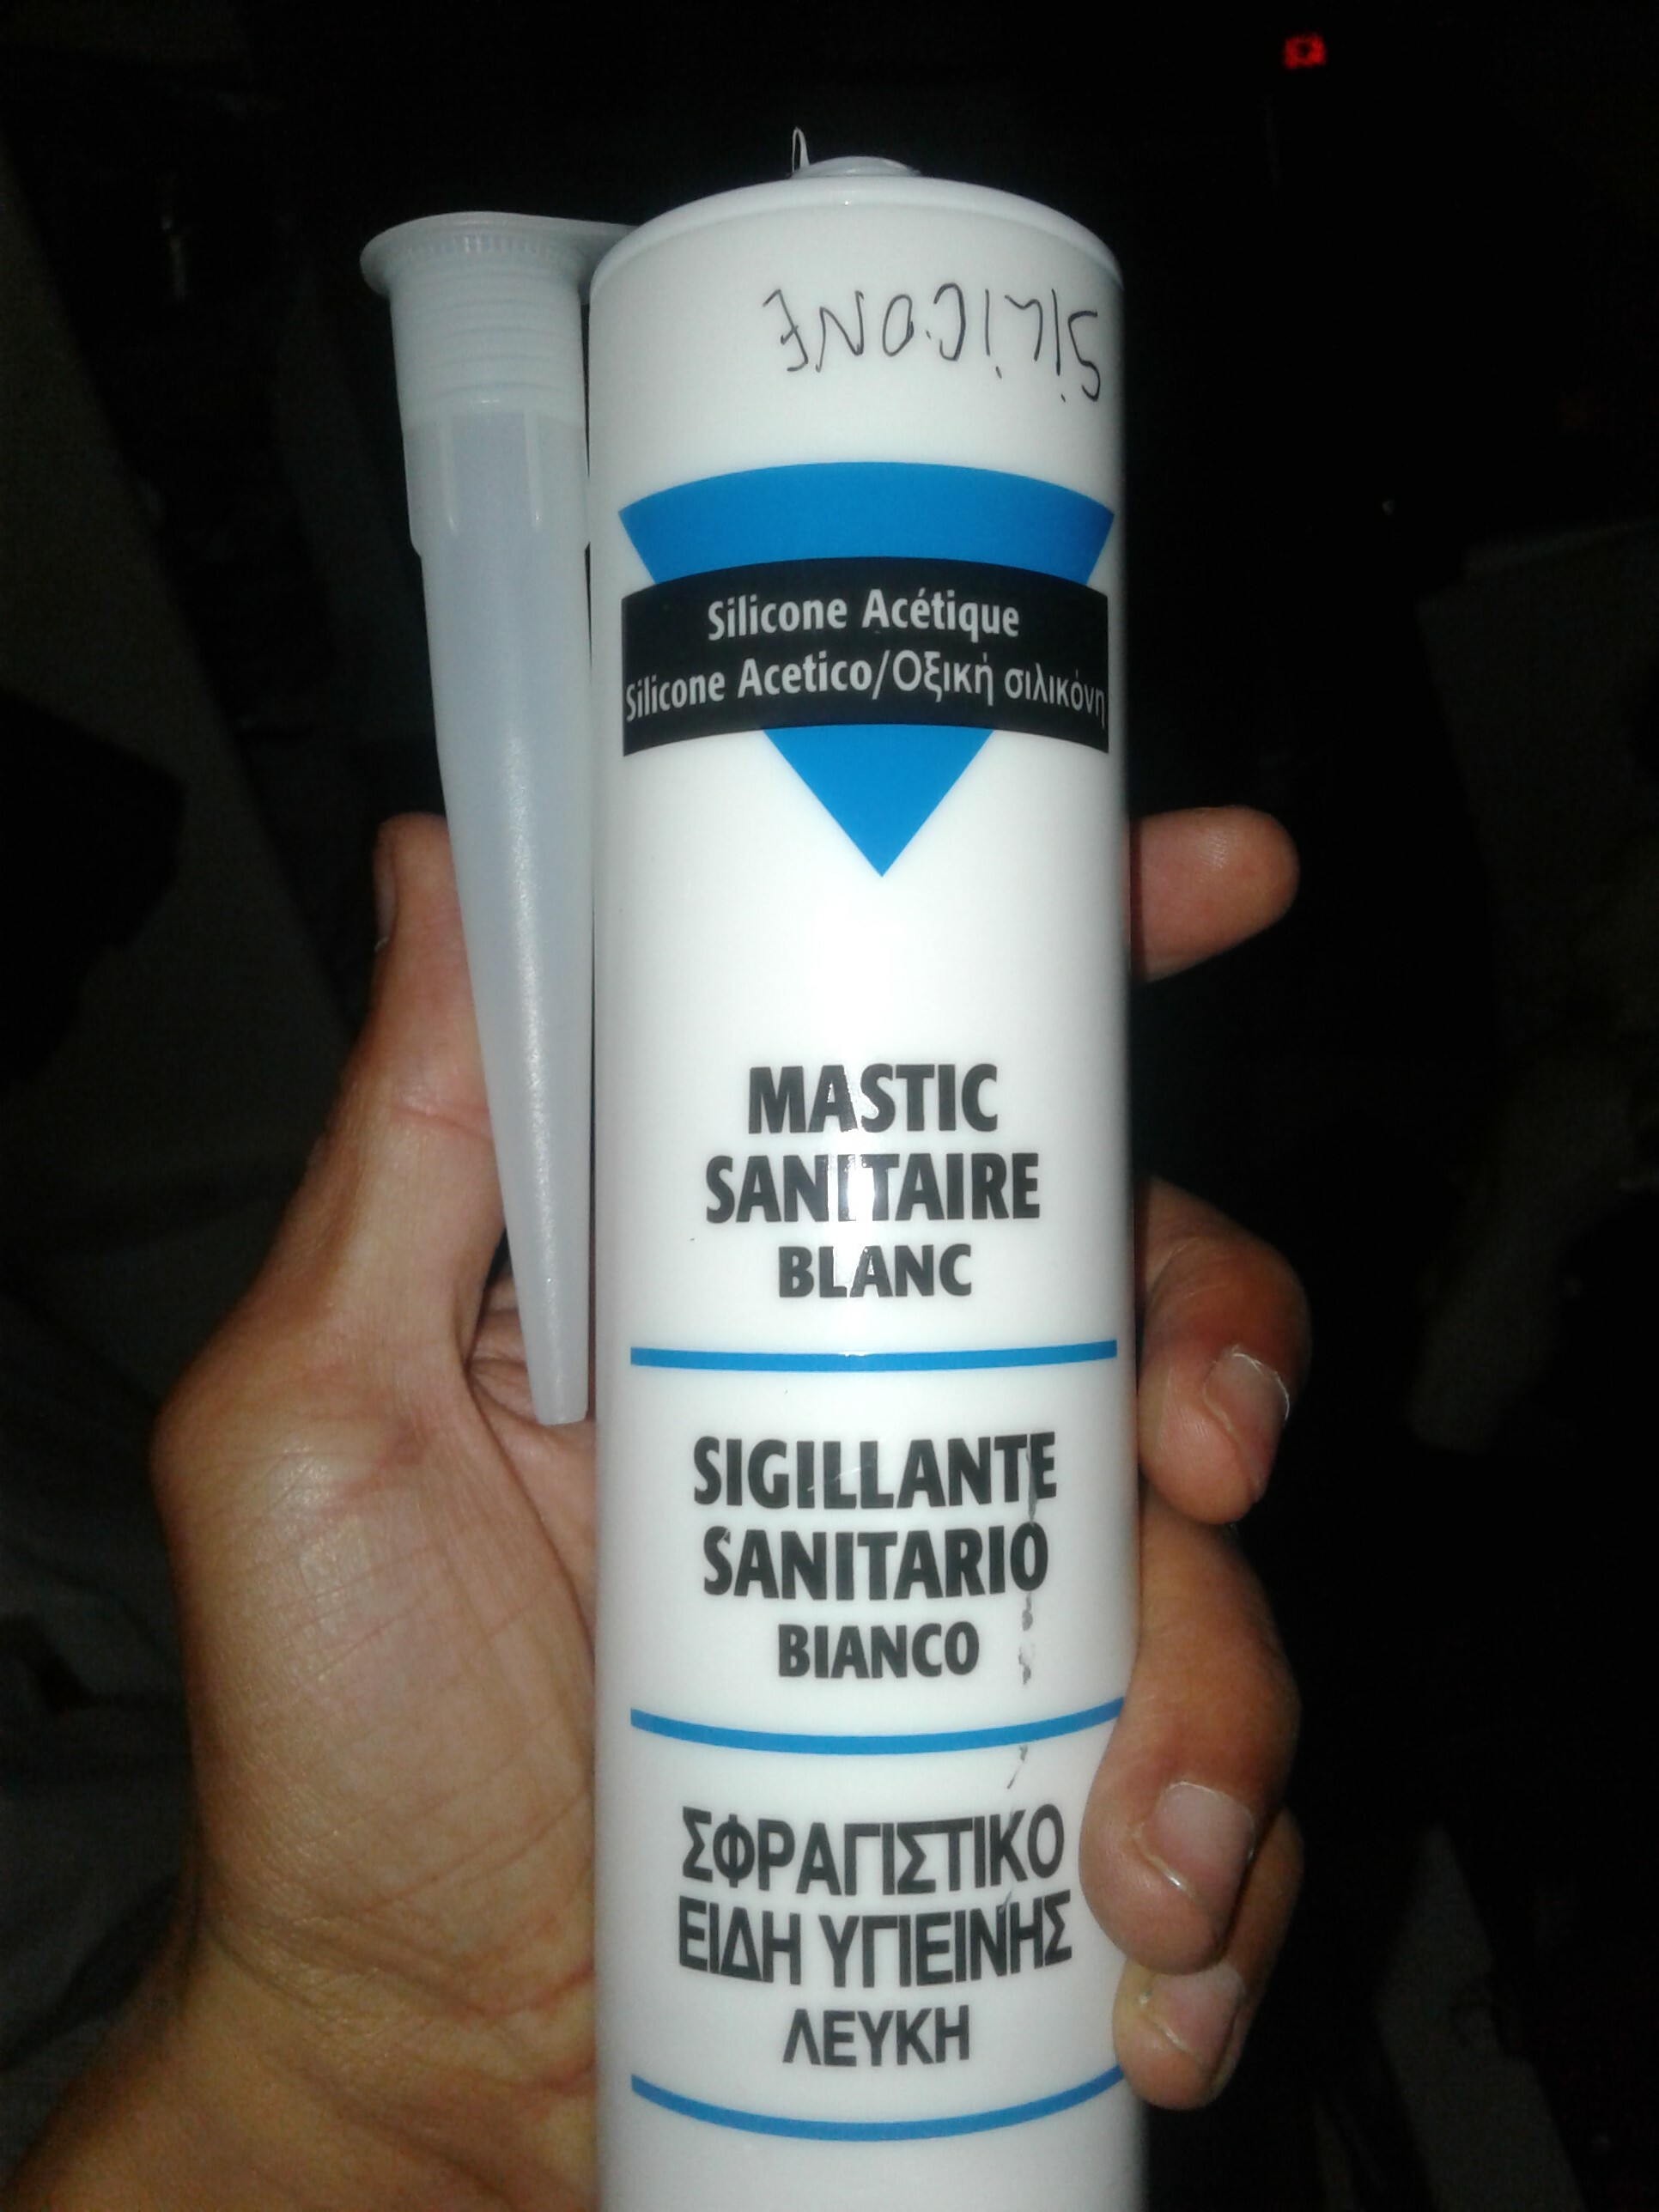 SiLiCONE
Silicone Acétique
Silicone Acetico/Οξική σιλικόνη
MASTIC
SANITAIRE
BLANC
SIGILLANTE
SANITARIO
BIANCO
ΣΦΡΑΓΙΣΤΙΚΟ
ΕΙΔΗ ΥΓΙΕΙΝΗΣ
ΛΕΥΚΗ